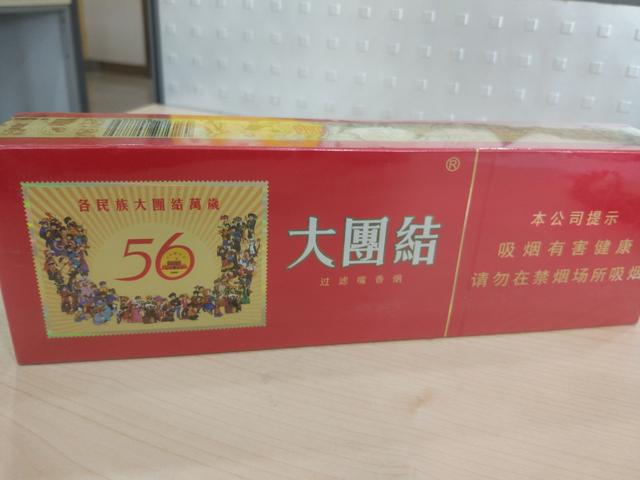 各民族大團結萬歲
56
大團結
®
过滤嘴香烟
本公司提示
吸烟有害健康
请勿在禁烟场所吸烟